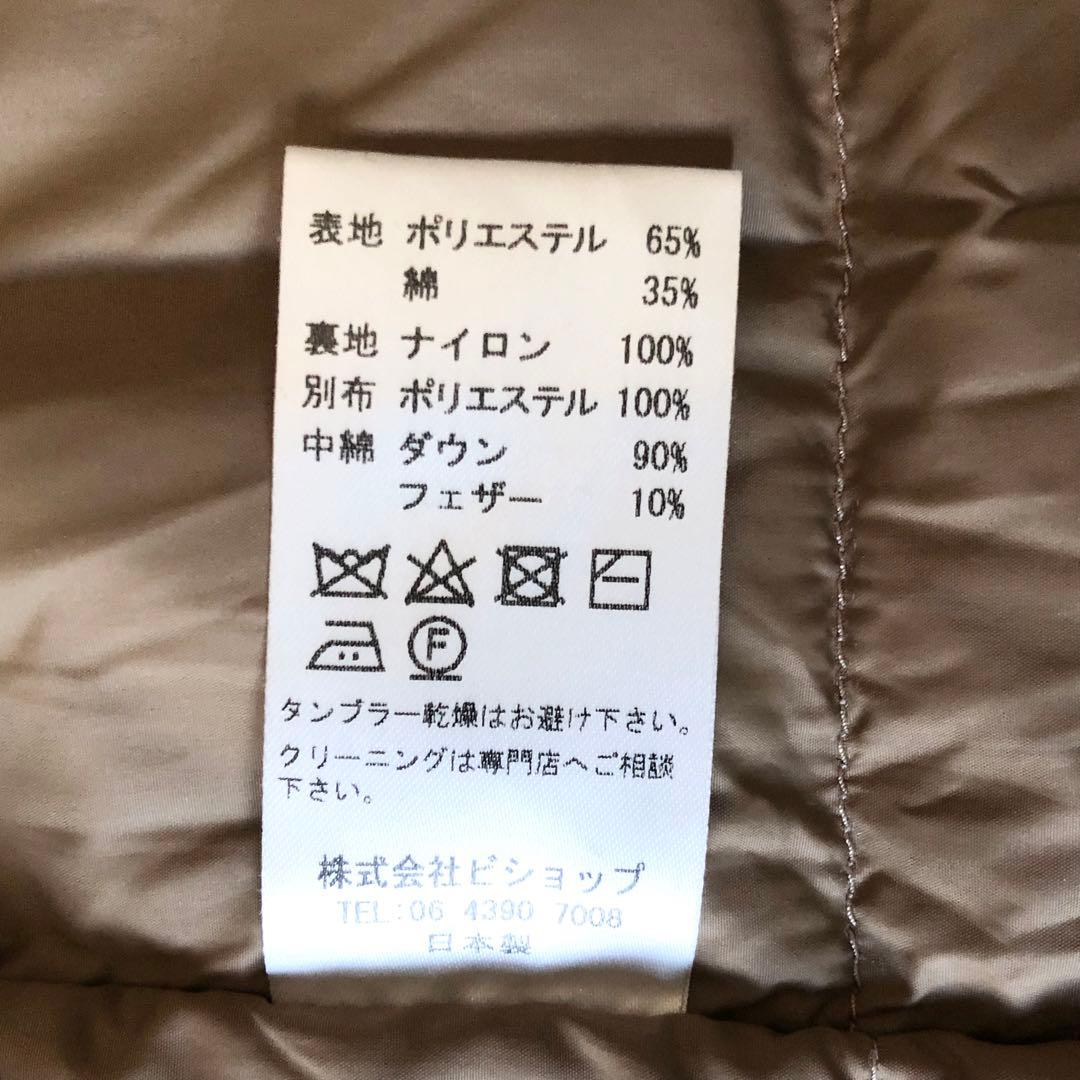 表地 ポリエステル 65%
綿 35%
裏地 ナイロン 100%
別布 ポリエステル 100%
中綿 ダウン 90%
フェザー 10%
F
タンブラー乾燥はお避け下さい。
クリーニングは専門店へご相談
下さい。
株式会社ビショップ
TEL:06 4390 7008
日本製